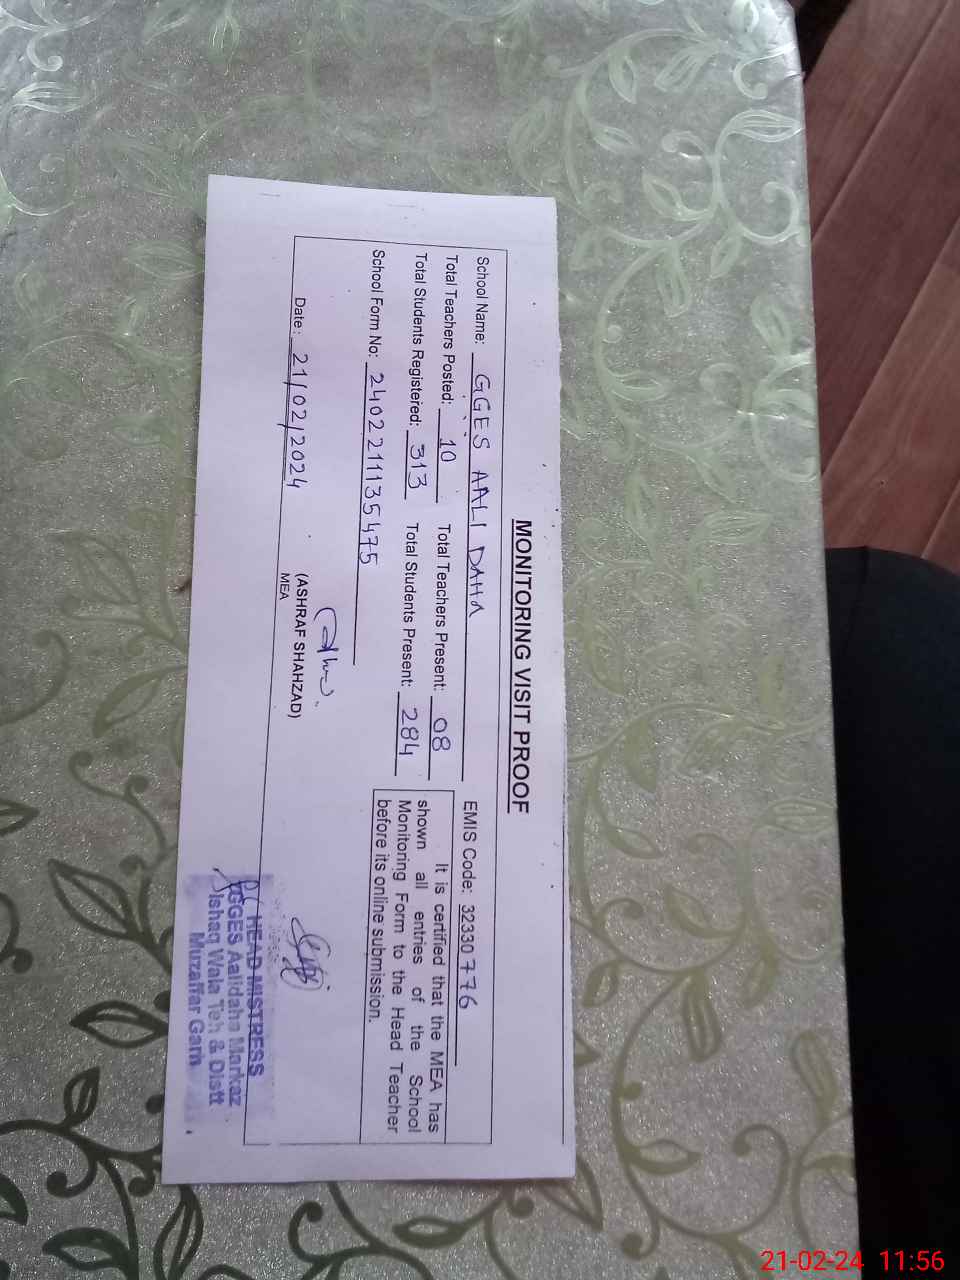 MONITORING VISIT PROOF
School Name: GGES AALI DAHA EMIS Code: 32330776
Total Teachers Posted: 10 Total Teachers Present: 08
Total Students Registered: 313 Total Students Present: 284
It is certified that the MEA has
shown all entries of the School
Monitoring Form to the Head Teacher
before its online submission.
School Form No: 2402211135475
Date: 21/02/2024
(ASHRAF SHAHZAD)
MEA
HEAD MISTRESS
GGES Aalidaha Markaz
Ishaq Wala Teh & Distt
Muzaffar Garh
21-02-24 11:56